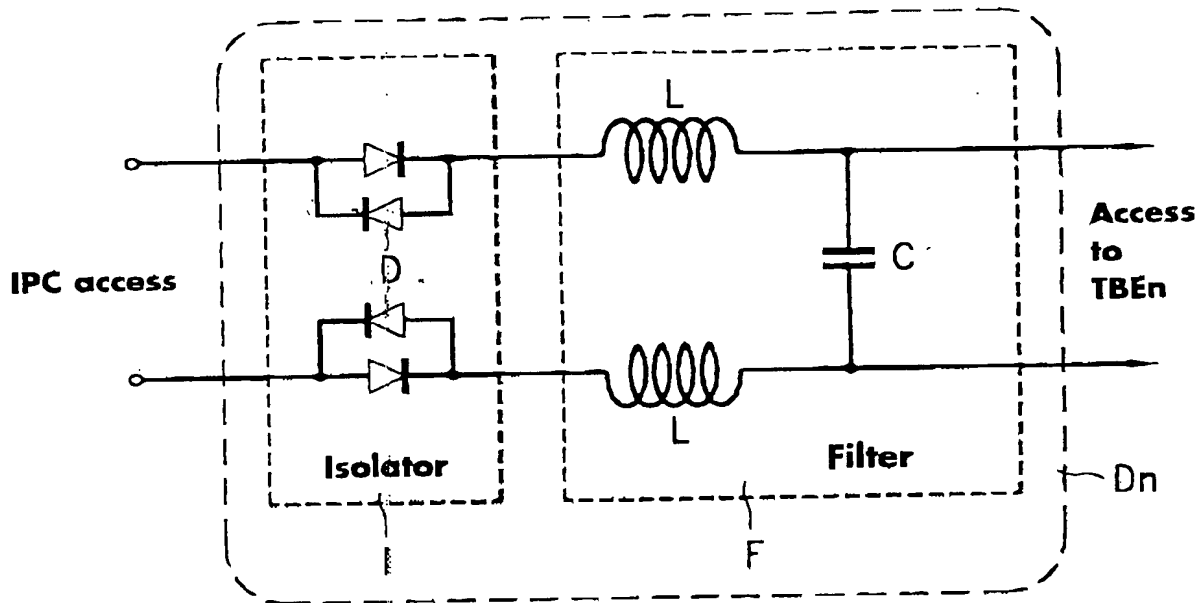 L
IPC access
D
C
Access
to
TBEn
L
Isolator
Filter
Dn
I
F